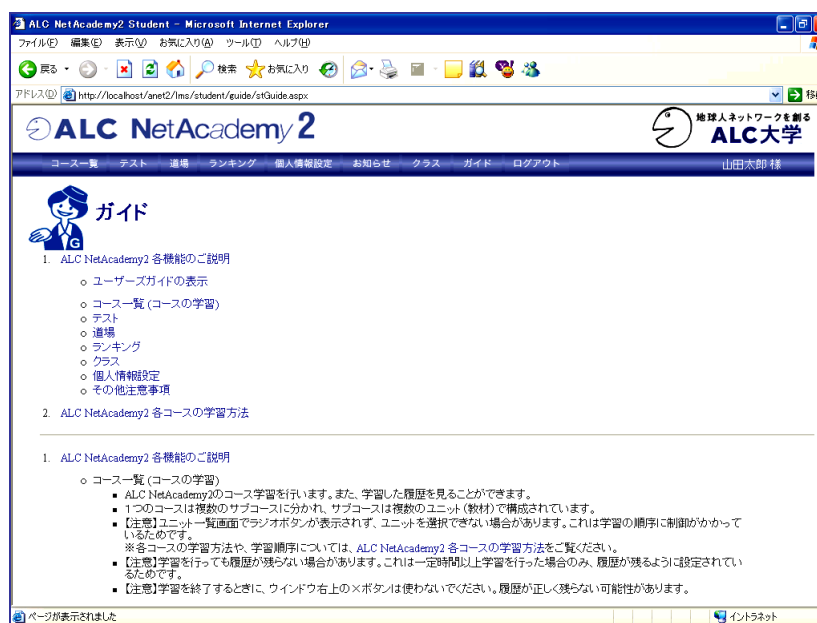 ALC NetAcademy2 Student - Microsoft Internet Explorer
ファイル(F) 編集(E) 表示(V) お気に入り(A) ツール(T) ヘルプ(H)
戻る 検索 お気に入り
アドレス(D) http://localhost/anet2/lms/student/guide/stGuide.aspx 移動
ALC NetAcademy 2
地球人ネットワークを創る
ALC大学
コース一覧 テスト 道場 ランキング 個人情報設定 お知らせ クラス ガイド ログアウト 山田太郎 様
ガイド
G
1. ALC NetAcademy2 各機能のご説明
ユーザーズガイドの表示
コース一覧 (コースの学習)
テスト
道場
ランキング
クラス
個人情報設定
その他注意事項
2. ALC NetAcademy2 各コースの学習方法
1. ALC NetAcademy2 各機能のご説明
コース一覧 (コースの学習)
ALC NetAcademy2のコース学習を行います。また、学習した履歴を見ることができます。
1つのコースは複数のサブコースに分かれ、サブコースは複数のユニット(教材)で構成されています。
【注意】ユニット一覧画面でラジオボタンが表示されず、ユニットを選択できない場合があります。これは学習の順序に制御がかかって
いるためです。
※各コースの学習方法や、学習順序については、ALC NetAcademy2 各コースの学習方法をご覧ください。
【注意】学習を行っても履歴が残らない場合があります。これは一定時間以上学習を行った場合のみ、履歴が残るように設定されてい
るためです。
【注意】学習を終了するときに、ウインドウ右上の×ボタンは使わないでください。履歴が正しく残らない可能性があります。
ページが表示されました イントラネット